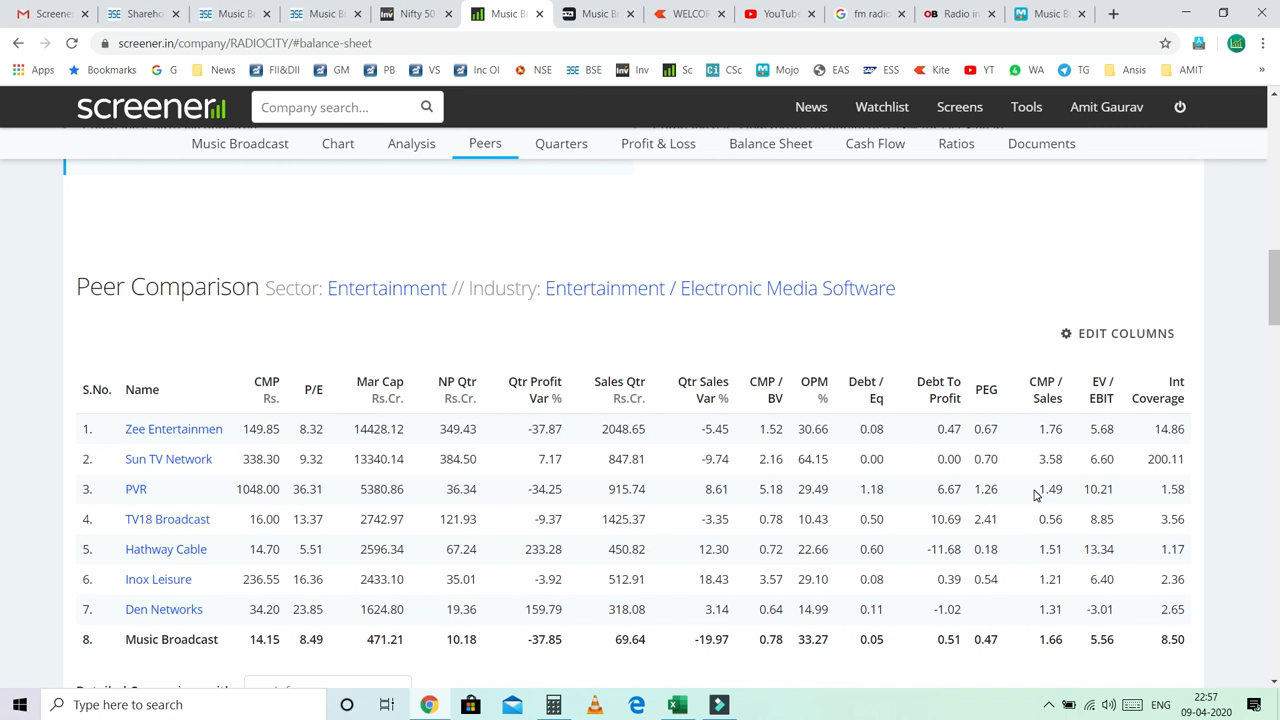 Screene
Shareho
Music Br
Music Br
Nifty 50
Music B
Music B
WELCOM
YouTube
fm radio
Radio in
Music B
screener.in/company/RADIOCITY/#balance-sheet
Apps Bookmarks G News FII&DII GM PB VS Inc OI NSE BSE Inv Sc CSc Mojo EAS ESS Kite YT WA TG Ansis AMIT »
screener
Company search...
News Watchlist Screens Tools Amit Gaurav
Music Broadcast Chart Analysis Peers Quarters Profit & Loss Balance Sheet Cash Flow Ratios Documents
Peer Comparison Sector: Entertainment // Industry: Entertainment / Electronic Media Software
EDIT COLUMNS
S.No. Name CMP Rs. P/E Mar Cap Rs.Cr. NP Qtr Rs.Cr. Qtr Profit Var % Sales Qtr Rs.Cr. Qtr Sales Var % CMP / BV OPM % Debt / Eq Debt To Profit PEG CMP / Sales EV / EBIT Int Coverage
1. Zee Entertainmen 149.85 8.32 14428.12 349.43 -37.87 2048.65 -5.45 1.52 30.66 0.08 0.47 0.67 1.76 5.68 14.86
2. Sun TV Network 338.30 9.32 13340.14 384.50 7.17 847.81 -9.74 2.16 64.15 0.00 0.00 0.70 3.58 6.60 200.11
3. PVR 1048.00 36.31 5380.86 36.34 -34.25 915.74 8.61 5.18 29.49 1.18 6.67 1.26 1.49 10.21 1.58
4. TV18 Broadcast 16.00 13.37 2742.97 121.93 -9.37 1425.37 -3.35 0.78 10.43 0.50 10.69 2.41 0.56 8.85 3.56
5. Hathway Cable 14.70 5.51 2596.34 67.24 233.28 450.82 12.30 0.72 22.66 0.60 -11.68 0.18 1.51 13.34 1.17
6. Inox Leisure 236.55 16.36 2433.10 35.01 -3.92 512.91 18.43 3.57 29.10 0.08 0.39 0.54 1.21 6.40 2.36
7. Den Networks 34.20 23.85 1624.80 19.36 159.79 318.08 3.14 0.64 14.99 0.11 -1.02 1.31 -3.01 2.65
8. Music Broadcast 14.15 8.49 471.21 10.18 -37.85 69.64 -19.97 0.78 33.27 0.05 0.51 0.47 1.66 5.56 8.50
Type here to search
ENG
22:57
09-04-2020